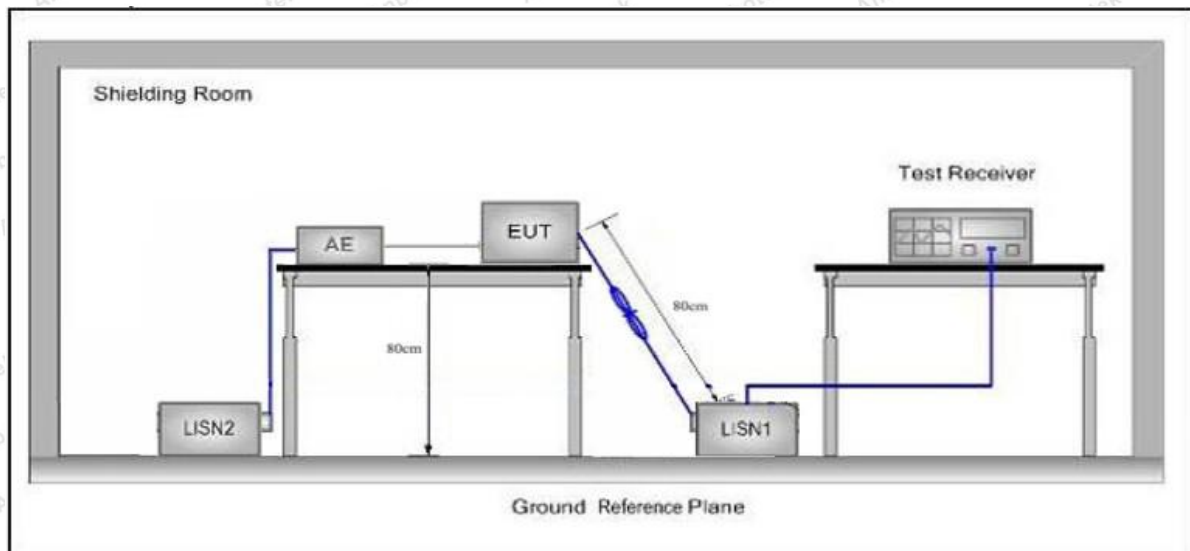 Shielding Room
Test Receiver
AE
EUT
80cm
80cm
LISN2
LISN1
Ground Reference Plane